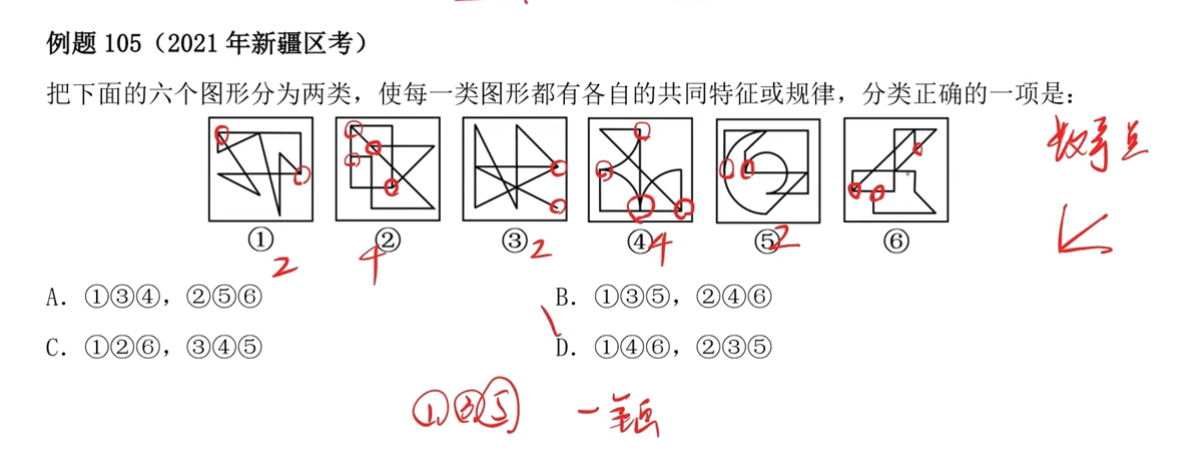 例题 105（2021 年新疆区考）
把下面的六个图形分为两类，使每一类图形都有各自的共同特征或规律，分类正确的一项是：
数奇点
① ② ③ ④ ⑤ ⑥
2 4 2 4 2
A. ①③④，②⑤⑥ B. ①③⑤，②④⑥
C. ①②⑥，③④⑤ D. ①④⑥，②③⑤
①③⑤ 一笔画